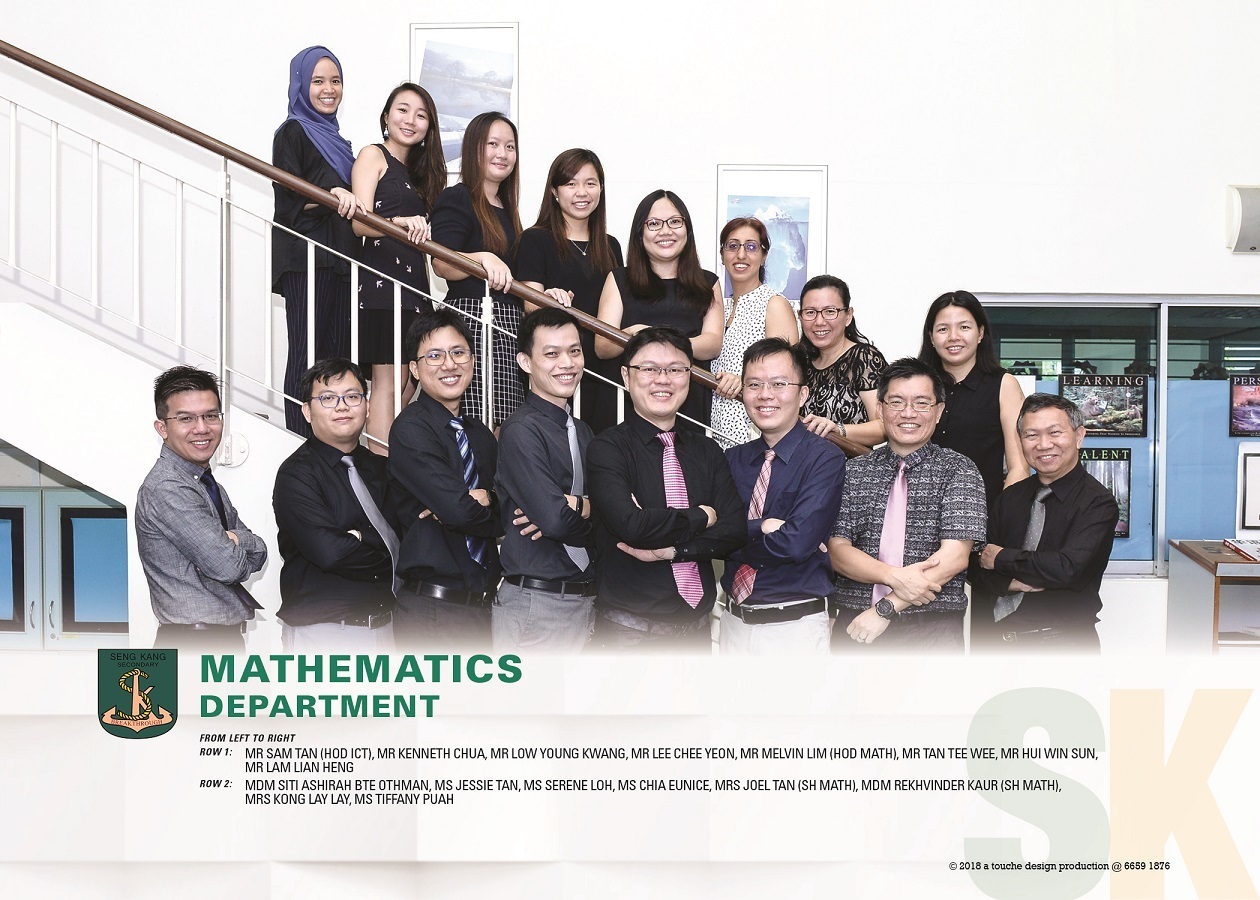 LEARNING
TALENT
PER
SENG KANG
SECONDARY
SK
BREAKTHROUGH
MATHEMATICS
DEPARTMENT
FROM LEFT TO RIGHT
ROW 1: MR SAM TAN (HOD ICT), MR KENNETH CHUA, MR LOW YOUNG KWANG, MR LEE CHEE YEON, MR MELVIN LIM (HOD MATH), MR TAN TEE WEE, MR HUI WIN SUN,
MR LAM LIAN HENG
ROW 2: MDM SITI ASHIRAH BTE OTHMAN, MS JESSIE TAN, MS SERENE LOH, MS CHIA EUNICE, MRS JOEL TAN (SH MATH), MDM REKHVINDER KAUR (SH MATH),
MRS KONG LAY LAY, MS TIFFANY PUAH
SK
© 2018 a touche design production @ 6659 1876